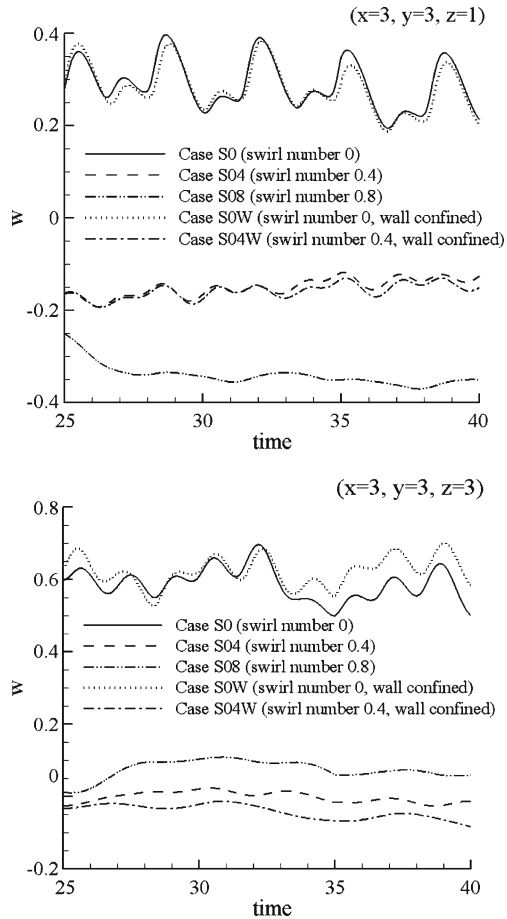 (x=3, y=3, z=1)
0.4
0.2
0
-0.2
-0.4
w
Case S0 (swirl number 0)
Case S04 (swirl number 0.4)
Case S08 (swirl number 0.8)
Case S0W (swirl number 0, wall confined)
Case S04W (swirl number 0.4, wall confined)
25 30 35 40
time
(x=3, y=3, z=3)
0.8
0.6
0.4
0.2
0
-0.2
w
Case S0 (swirl number 0)
Case S04 (swirl number 0.4)
Case S08 (swirl number 0.8)
Case S0W (swirl number 0, wall confined)
Case S04W (swirl number 0.4, wall confined)
25 30 35 40
time